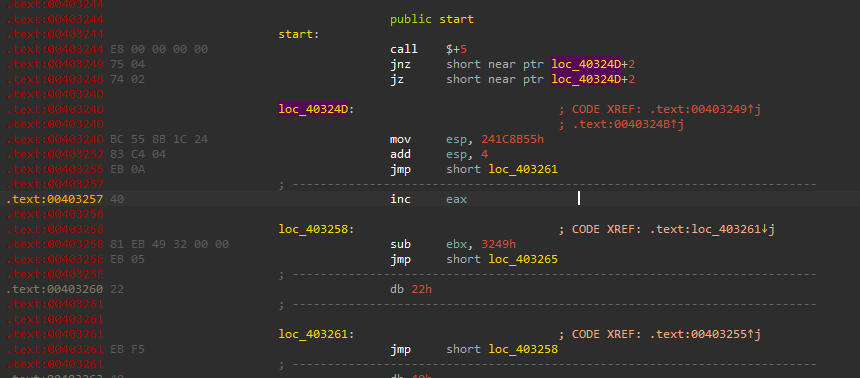 .text:00403244
.text:00403244 public start
.text:00403244 start:
.text:00403244 E8 00 00 00 00 call $+5
.text:00403249 75 04 jnz short near ptr loc_40324D+2
.text:0040324B 74 02 jz short near ptr loc_40324D+2
.text:0040324D
.text:0040324D loc_40324D: ; CODE XREF: .text:00403249↑j
.text:0040324D ; .text:0040324B↑j
.text:0040324D BC 55 8B 1C 24 mov esp, 241C8B55h
.text:00403252 83 C4 04 add esp, 4
.text:00403255 EB 0A jmp short loc_403261
.text:00403257 ; ---------------------------------------------------------------------------
.text:00403257 40 inc eax
.text:00403258
.text:00403258 loc_403258: ; CODE XREF: .text:loc_403261↓j
.text:00403258 81 EB 49 32 00 00 sub ebx, 3249h
.text:0040325E EB 05 jmp short loc_403265
.text:0040325E ; ---------------------------------------------------------------------------
.text:00403260 22 db 22h
.text:00403261 ; ---------------------------------------------------------------------------
.text:00403261
.text:00403261 loc_403261: ; CODE XREF: .text:00403255↑j
.text:00403261 EB F5 jmp short loc_403258
.text:00403261 ; ---------------------------------------------------------------------------
.text:00403263 40 db 40h